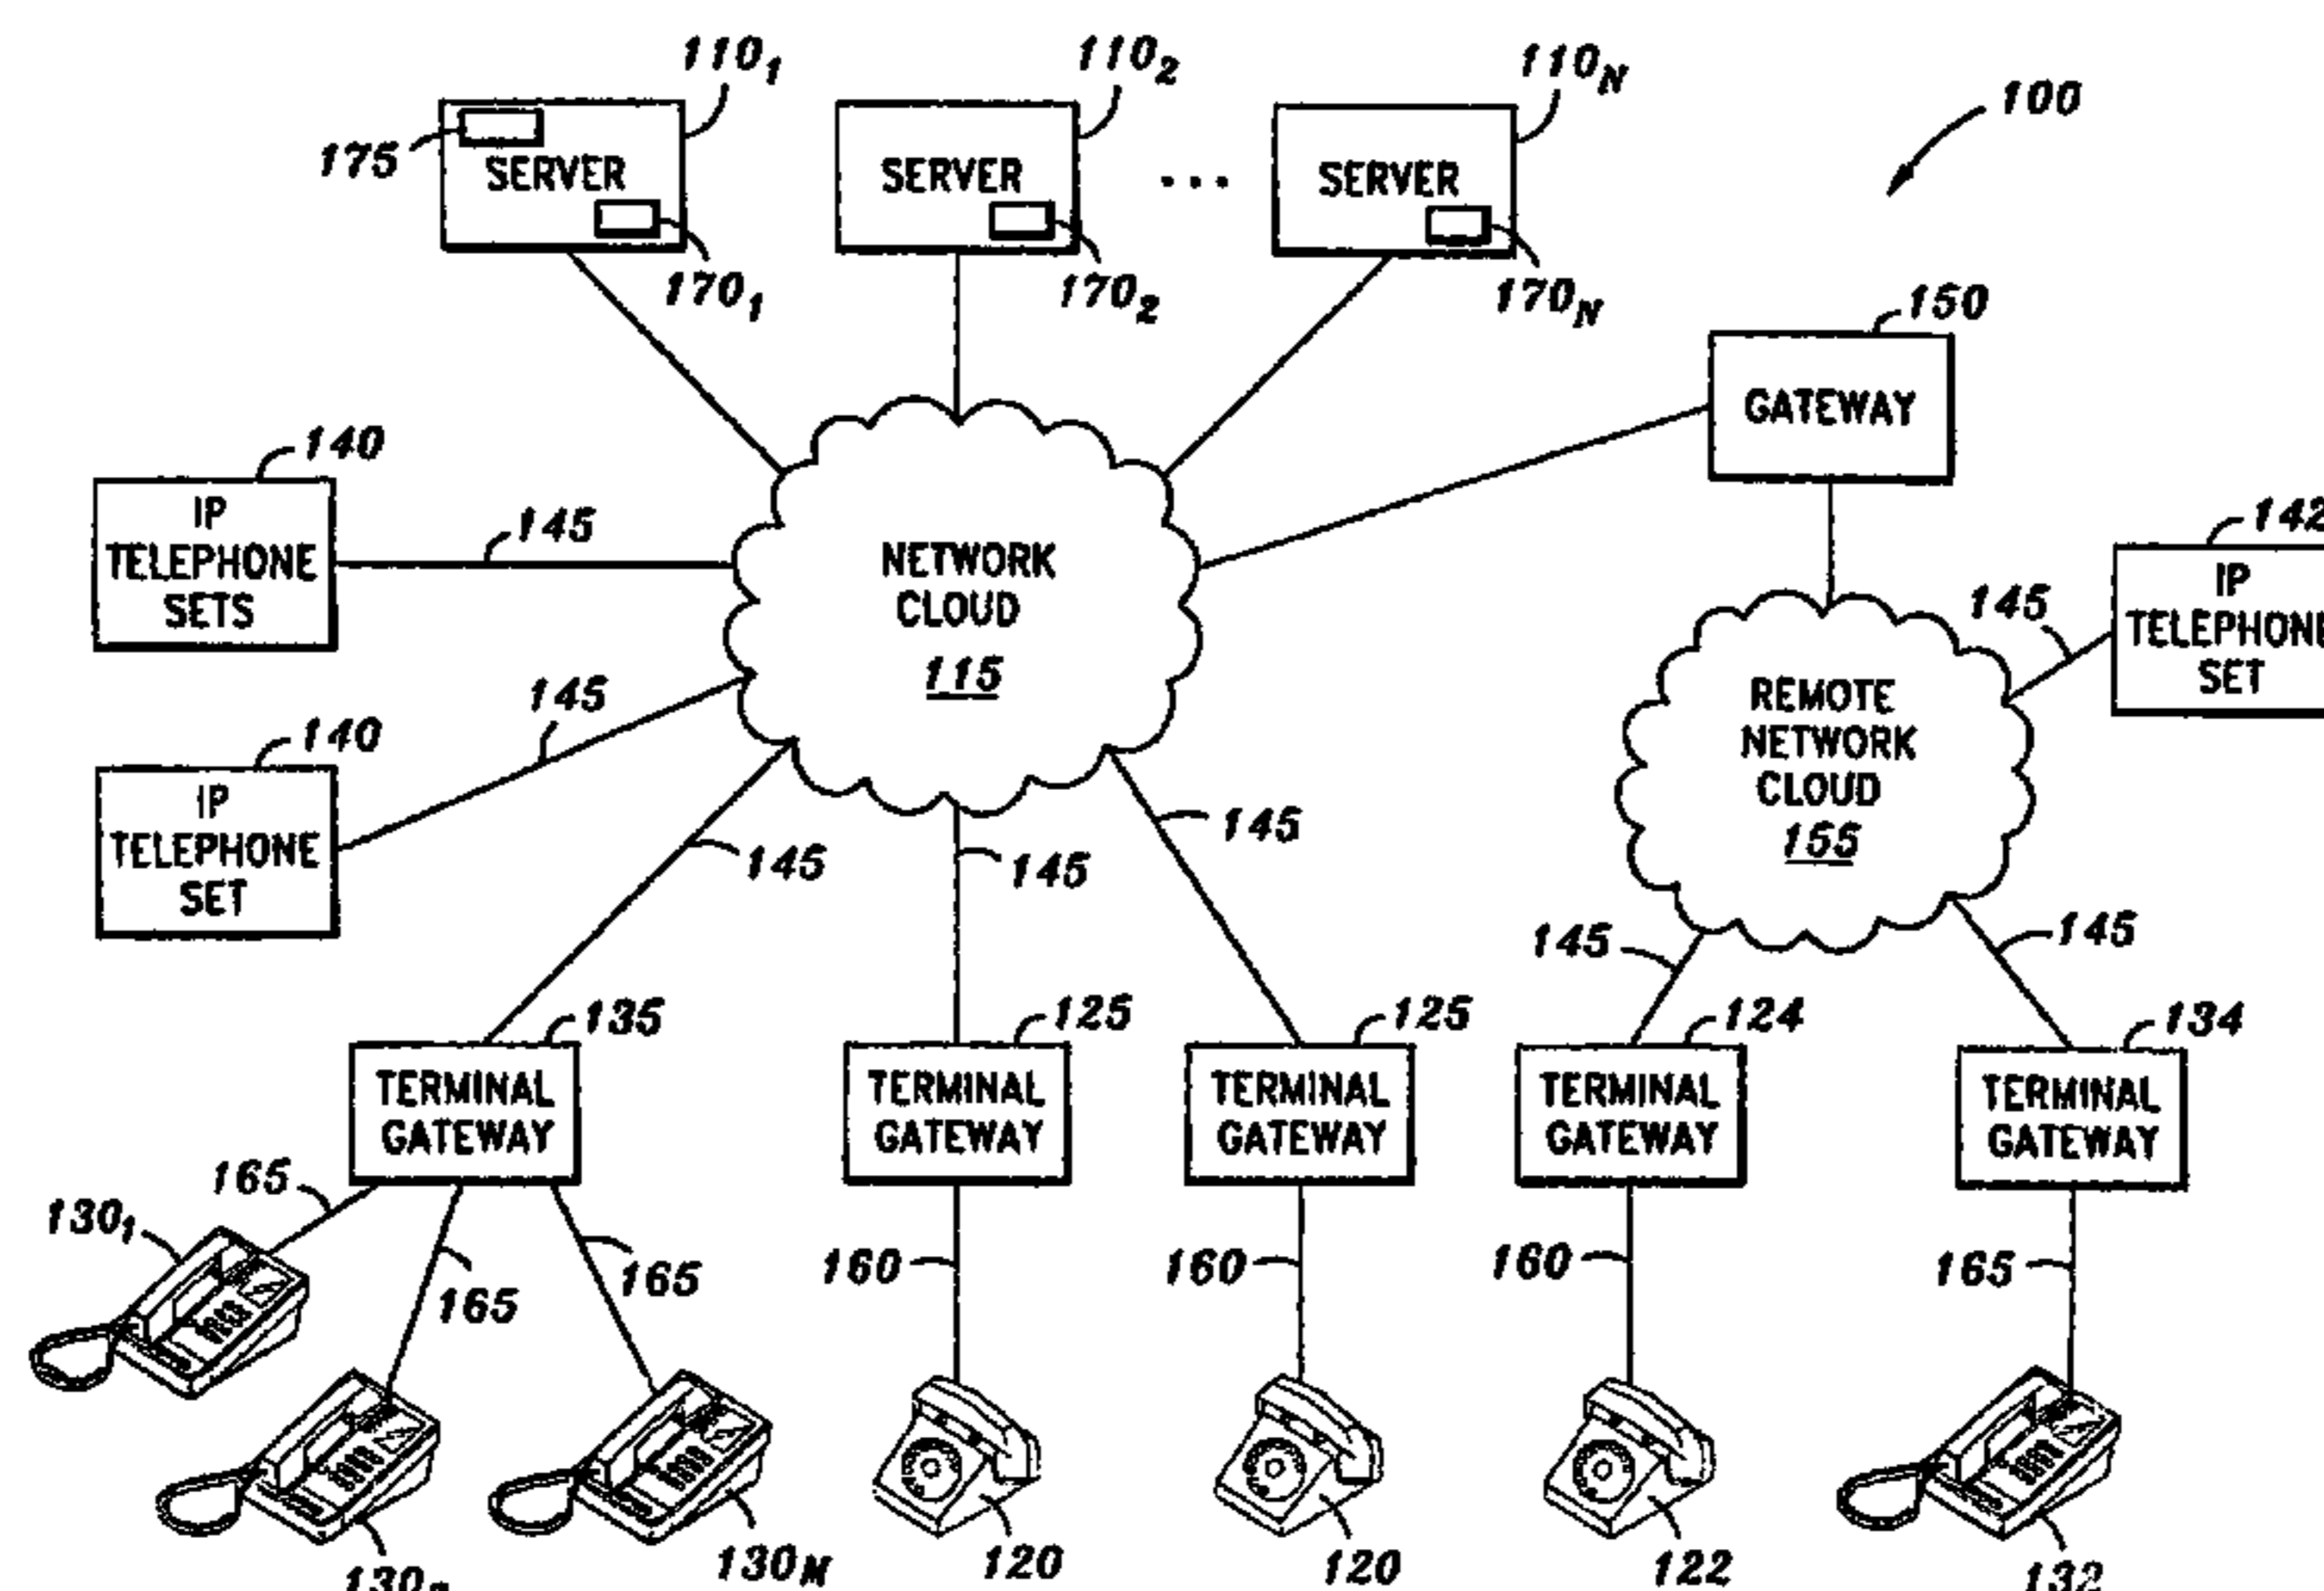 110₁
110₂
110N
100
175
SERVER
SERVER
...
SERVER
170₁
170₂
170N
150
GATEWAY
140
IP
TELEPHONE
SETS
145
NETWORK
CLOUD
115
142
IP
TELEPHONE
SET
145
140
IP
TELEPHONE
SET
145
REMOTE
NETWORK
CLOUD
155
145
145
145
145
145
135
TERMINAL
GATEWAY
125
TERMINAL
GATEWAY
125
TERMINAL
GATEWAY
124
TERMINAL
GATEWAY
134
TERMINAL
GATEWAY
165
130₁
165
165
160
160
160
165
130M
120
120
122
132